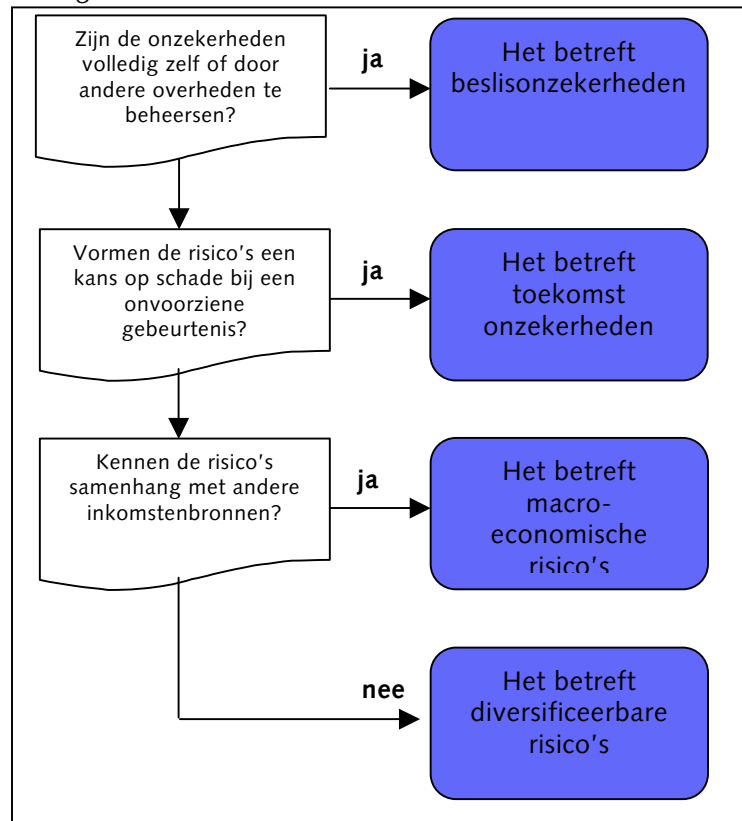 Zijn de onzekerheden
volledig zelf of door
andere overheden te
beheersen?
ja
Het betreft
beslisonzekerheden
Vormen de risico's een
kans op schade bij een
onvoorziene
gebeurtenis?
ja
Het betreft
toekomst
onzekerheden
Kennen de risico's
samenhang met andere
inkomstenbronnen?
ja
Het betreft
macro-
economische
risico's
nee
Het betreft
diversificeerbare
risico's